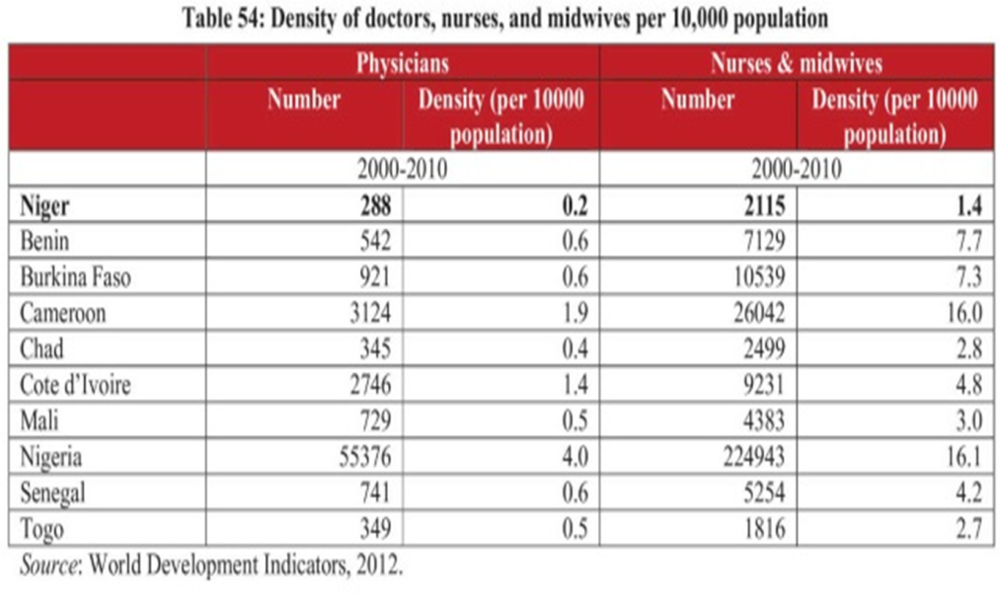 Table 54: Density of doctors, nurses, and midwives per 10,000 population
Physicians Nurses & midwives
Number Density (per 10000 population) Number Density (per 10000 population)
2000-2010 2000-2010
Niger 288 0.2 2115 1.4
Benin 542 0.6 7129 7.7
Burkina Faso 921 0.6 10539 7.3
Cameroon 3124 1.9 26042 16.0
Chad 345 0.4 2499 2.8
Cote d'Ivoire 2746 1.4 9231 4.8
Mali 729 0.5 4383 3.0
Nigeria 55376 4.0 224943 16.1
Senegal 741 0.6 5254 4.2
Togo 349 0.5 1816 2.7
Source: World Development Indicators, 2012.